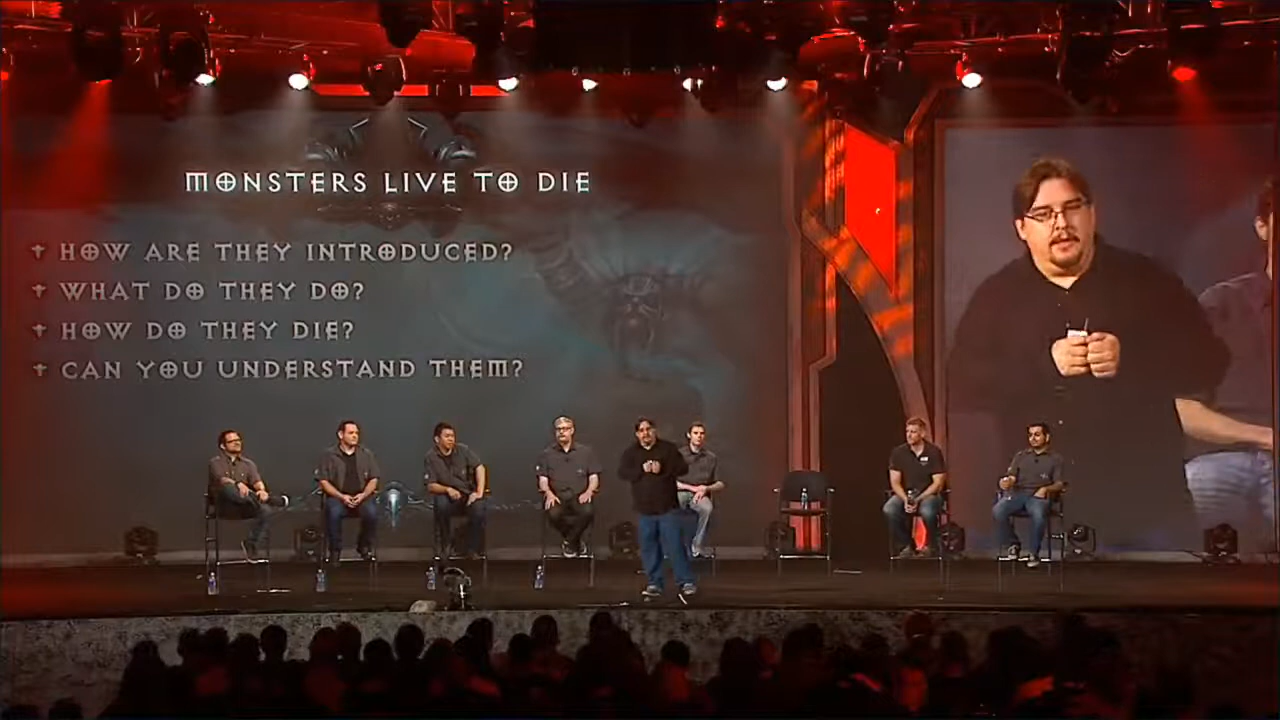 MONSTERS LIVE TO DIE
HOW ARE THEY INTRODUCED?
WHAT DO THEY DO?
HOW DO THEY DIE?
CAN YOU UNDERSTAND THEM?